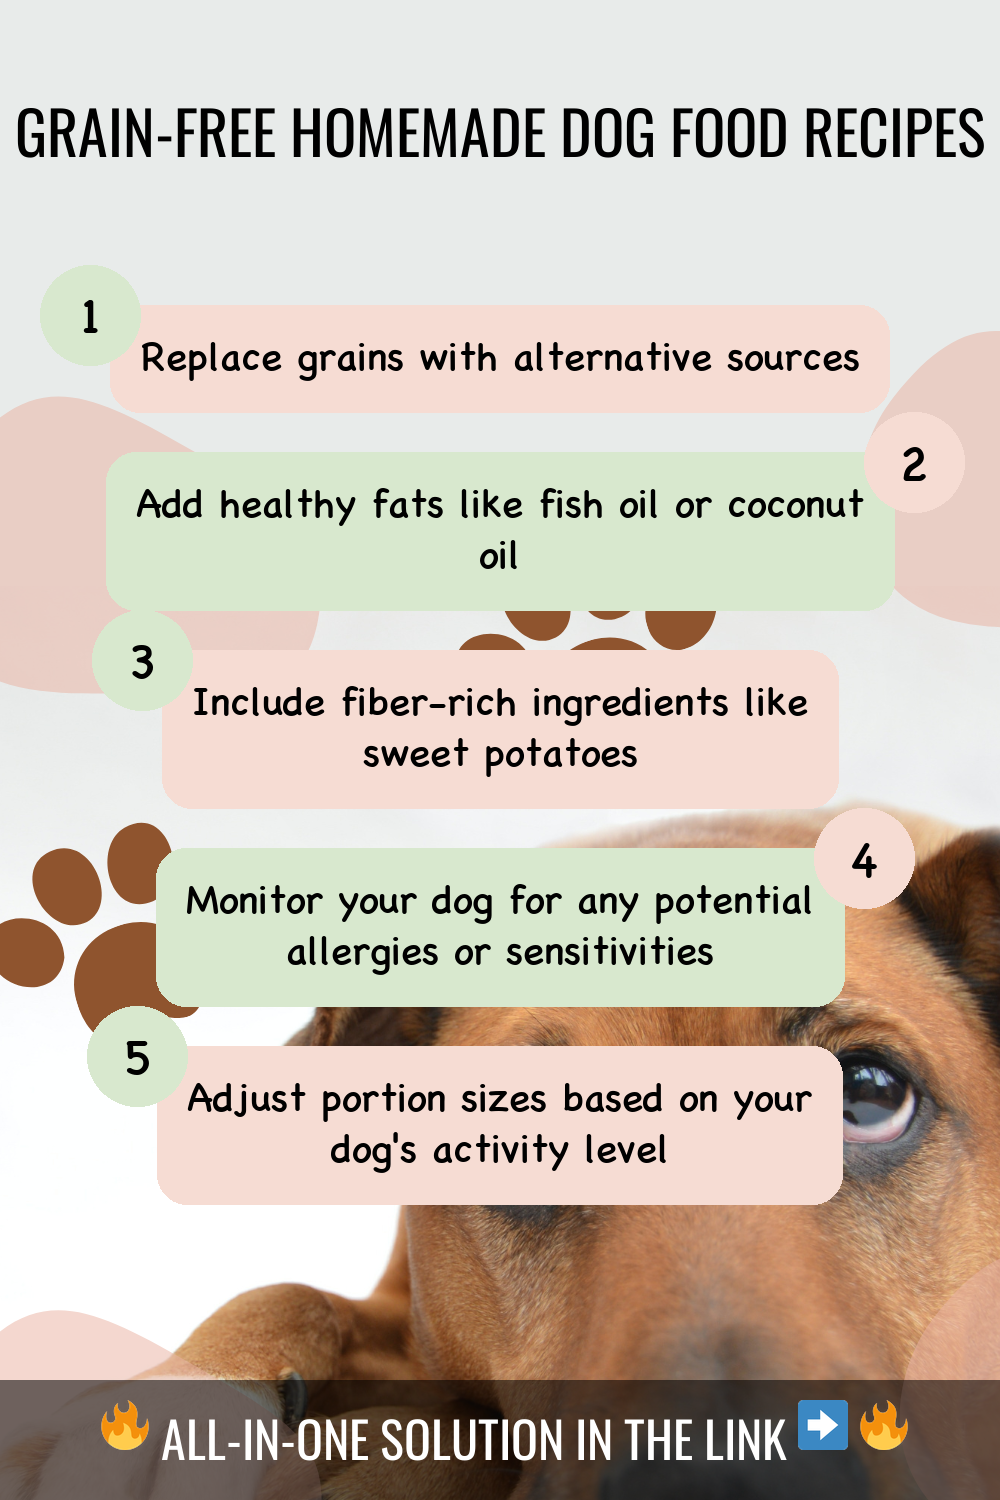 GRAIN-FREE HOMEMADE DOG FOOD RECIPES
1
Replace grains with alternative sources
2
Add healthy fats like fish oil or coconut
oil
3
Include fiber-rich ingredients like
sweet potatoes
4
Monitor your dog for any potential
allergies or sensitivities
5
Adjust portion sizes based on your
dog's activity level
🔥 ALL-IN-ONE SOLUTION IN THE LINK ➡️ 🔥